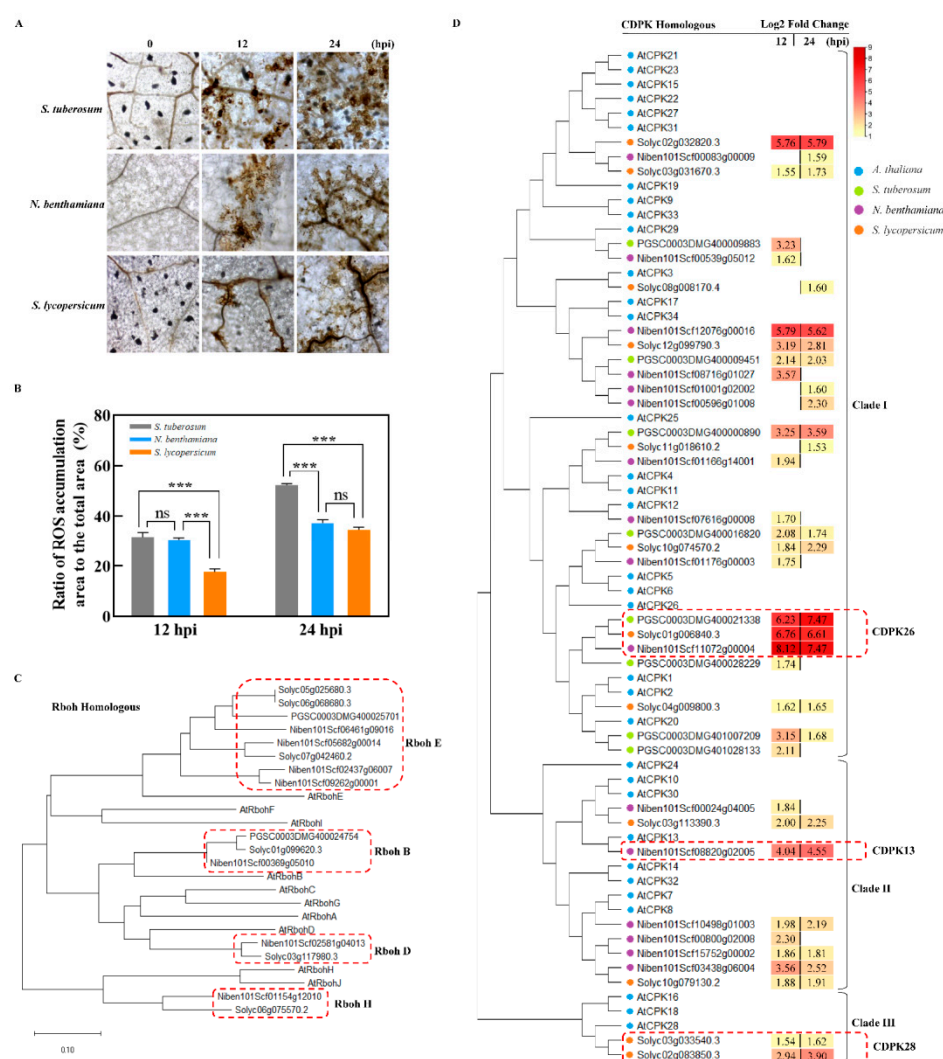 A
0 12 24 (hpi)
S. tuberosum
N. benthamiana
S. lycopersicum
B
Ratio of ROS accumulation
area to the total area (%)
80
60
40
20
0
S. tuberosum
N. benthamiana
S. lycopersicum
***
ns ***
***
***
ns
12 hpi 24 hpi
C
Rboh Homologous
Solyc05g025680.3
Solyc06g068680.3
PGSC0003DMG400025701
Niben101Scf06461g09016
Niben101Scf05682g00014
Solyc07g042460.2
Niben101Scf02437g06007
Niben101Scf09262g00001
Rboh E
AtRbohE
AtRbohF
AtRbohI
PGSC0003DMG400024754
Solyc01g099620.3
Niben101Scf00369g05010
Rboh B
AtRbohB
AtRbohC
AtRbohG
AtRbohA
AtRbohD
Niben101Scf02581g04013
Solyc03g117980.3
Rboh D
AtRbohH
AtRbohJ
Niben101Scf01154g12010
Solyc06g075570.2
Rboh H
0.10
D
CDPK Homologous Log2 Fold Change
12 24 (hpi)
AtCPK21
AtCPK23
AtCPK15
AtCPK22
AtCPK27
AtCPK31
Solyc02g032820.3 5.76 5.79
Niben101Scf00083g00009 1.59
Solyc03g031670.3 1.55 1.73
AtCPK19
AtCPK9
AtCPK33
AtCPK29
PGSC0003DMG400009883 3.23
Niben101Scf00539g05012 1.62
AtCPK3
Solyc08g008170.4 1.60
AtCPK17
AtCPK34
Niben101Scf12076g00016 5.79 5.62
Solyc12g099790.3 3.19 2.81
PGSC0003DMG400009451 2.14 2.03
Niben101Scf08716g01027 3.57
Niben101Scf01001g02002 1.60
Niben101Scf00596g01008 2.30
AtCPK25
PGSC0003DMG400000890 3.25 3.59
Solyc11g018610.2 1.53
Niben101Scf01166g14001 1.94
AtCPK4
AtCPK11
AtCPK12
Niben101Scf07616g00008 1.70
PGSC0003DMG400016820 2.08 1.74
Solyc10g074570.2 1.84 2.29
Niben101Scf01176g00003 1.75
AtCPK5
AtCPK6
AtCPK26
PGSC0003DMG400021338 6.23 7.47
Solyc01g006840.3 6.76 6.61
Niben101Scf11072g00004 8.12 7.47
CDPK26
PGSC0003DMG400028229 1.74
AtCPK1
AtCPK2
Solyc04g009800.3 1.62 1.65
AtCPK20
PGSC0003DMG401007209 3.15 1.68
PGSC0003DMG401028133 2.11
Clade I
AtCPK24
AtCPK10
AtCPK30
Niben101Scf00024g04005 1.84
Solyc03g113390.3 2.00 2.25
AtCPK13
Niben101Scf08820g02005 4.04 4.55
CDPK13
AtCPK14
AtCPK32
AtCPK7
AtCPK8
Niben101Scf10498g01003 1.98 2.19
Niben101Scf00800g02008 2.30
Niben101Scf15752g00002 1.86 1.81
Niben101Scf03438g06004 3.56 2.52
Solyc10g079130.2 1.88 1.91
Clade II
AtCPK16
AtCPK18
AtCPK28
Solyc03g033540.3 1.54 1.62
Solyc02g083850.3 2.94 3.90
Clade III
CDPK28
9
8
7
6
5
4
3
2
1
A. thaliana
S. tuberosum
N. benthamiana
S. lycopersicum